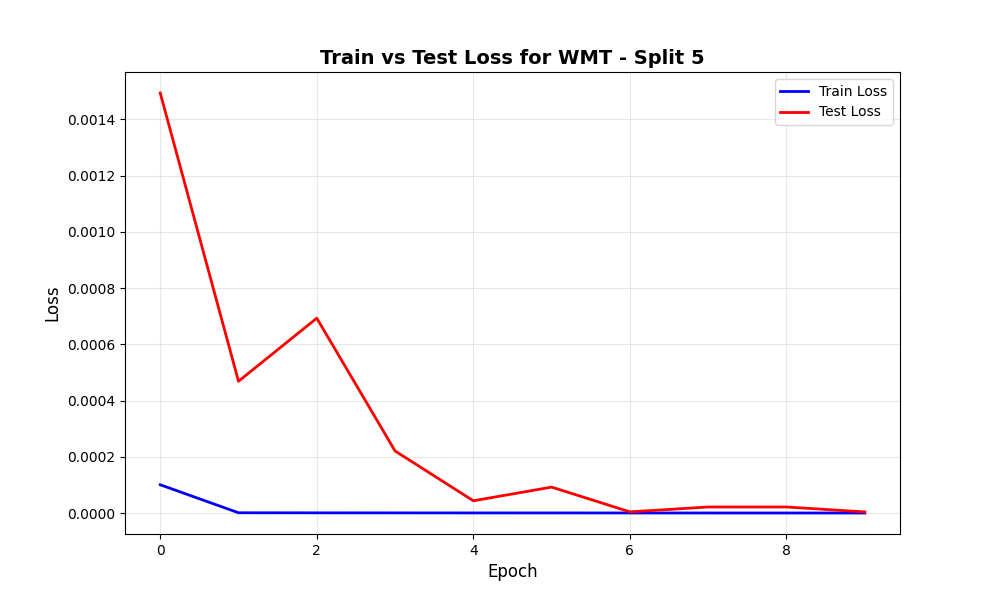 Train vs Test Loss for WMT - Split 5
Train Loss
Test Loss
0.0014
0.0012
0.0010
0.0008
0.0006
0.0004
0.0002
0.0000
Loss
0 2 4 6 8
Epoch